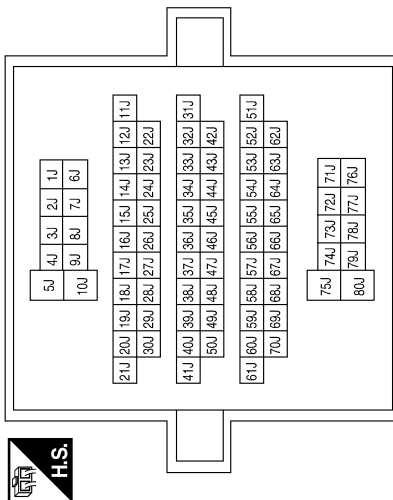 H.S.
5J 4J 3J 2J 1J
10J 9J 8J 7J 6J
21J 20J 19J 18J 17J 16J 15J 14J 13J 12J 11J
30J 29J 28J 27J 26J 25J 24J 23J 22J
41J 40J 39J 38J 37J 36J 35J 34J 33J 32J 31J
50J 49J 48J 47J 46J 45J 44J 43J 42J
61J 60J 59J 58J 57J 56J 55J 54J 53J 52J 51J
70J 69J 68J 67J 66J 65J 64J 63J 62J
75J 74J 73J 72J 71J
80J 79J 78J 77J 76J